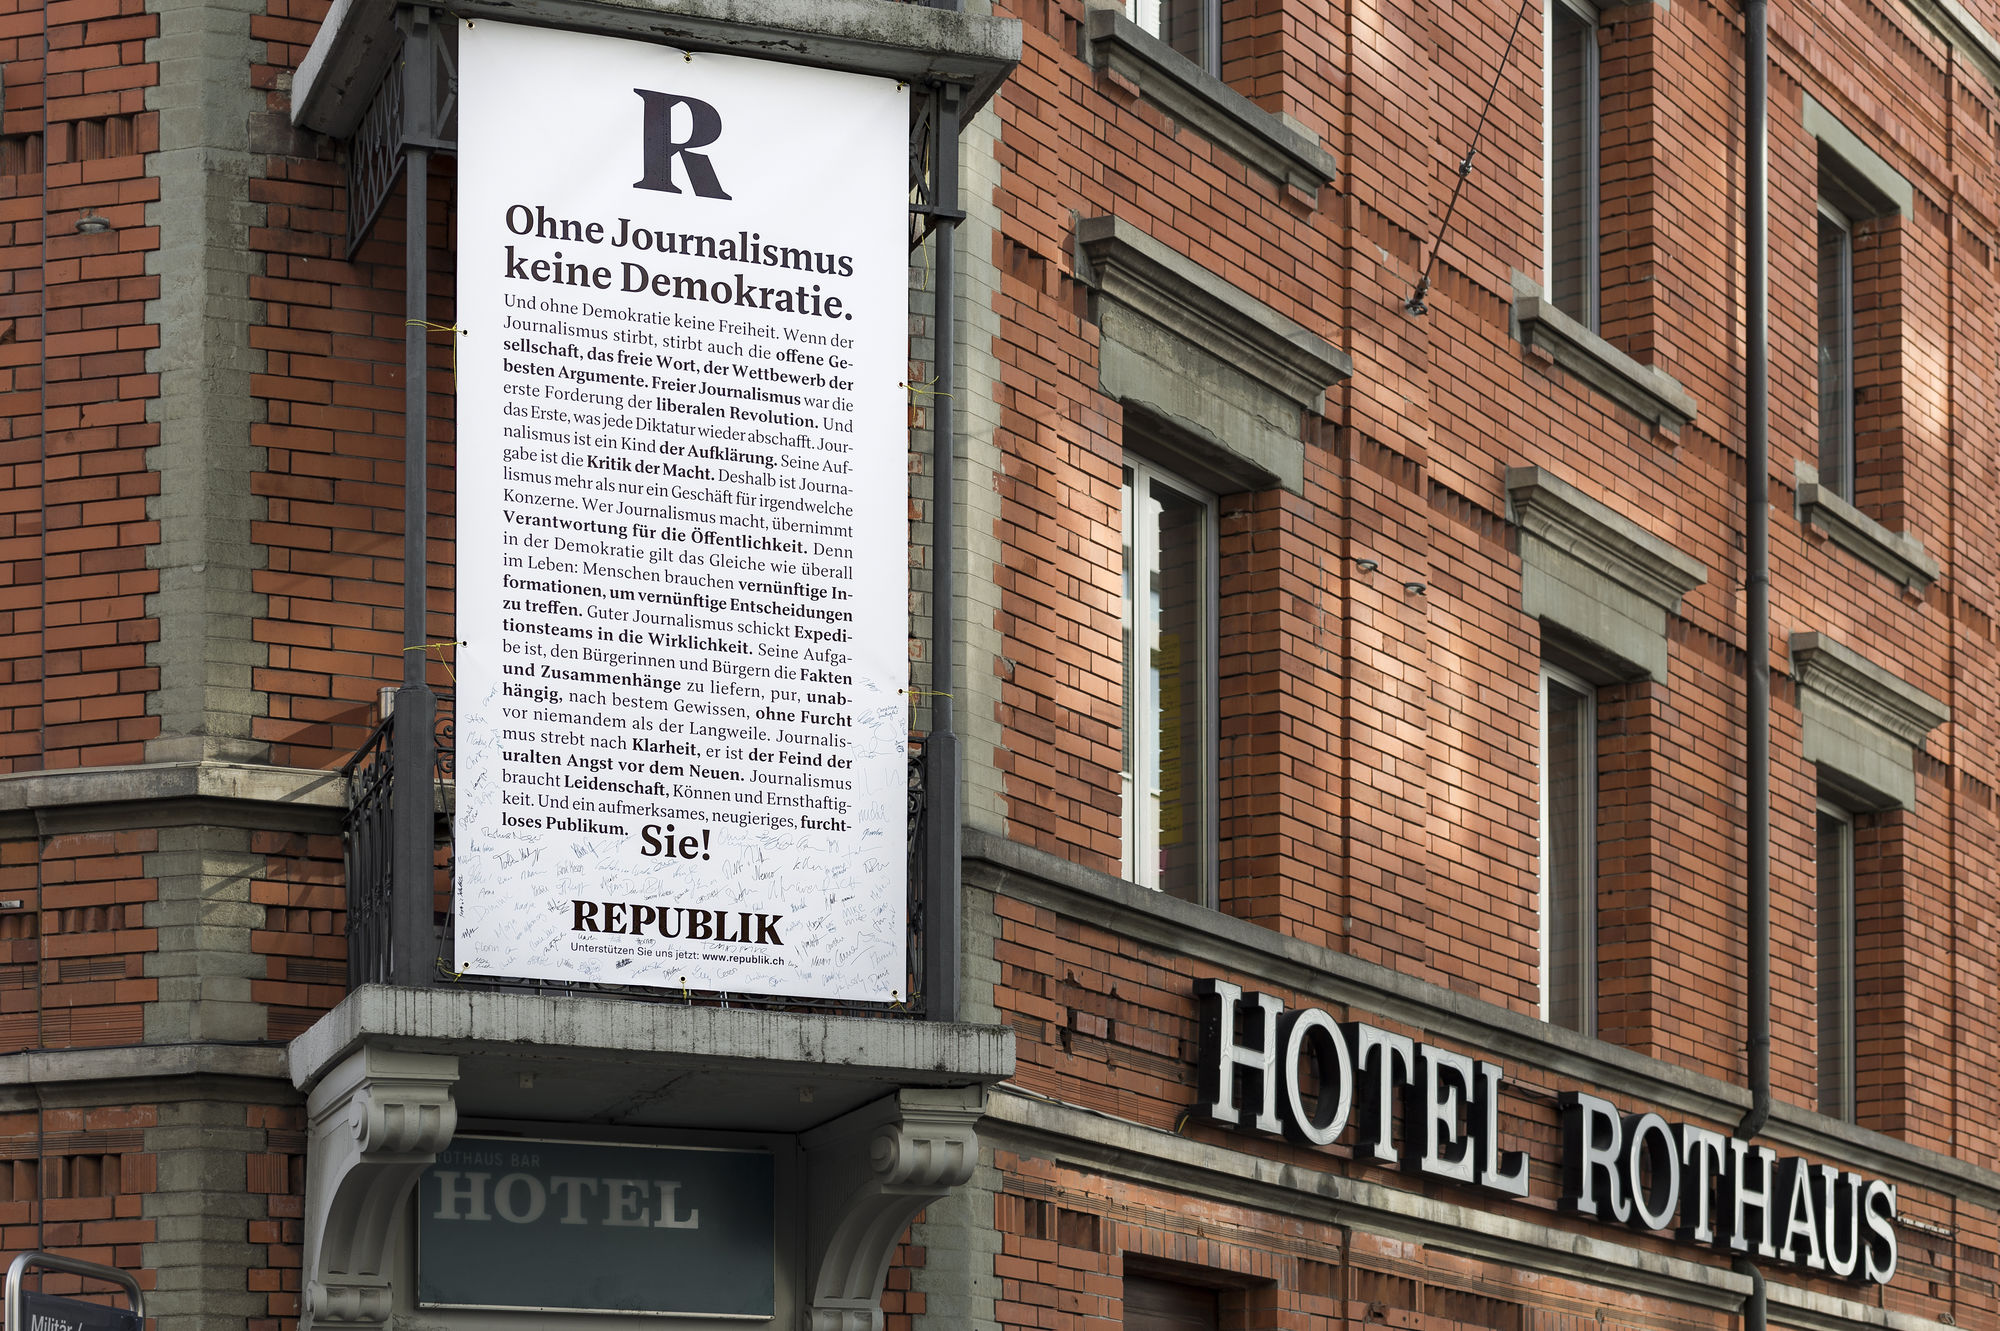 R
Ohne Journalismus
keine Demokratie.
Und ohne Demokratie keine Freiheit. Wenn der
Journalismus stirbt, stirbt auch die offene Ge-
sellschaft, das freie Wort, der Wettbewerb der
besten Argumente. Freier Journalismus war die
erste Forderung der liberalen Revolution. Und
das Erste, was jede Diktatur wieder abschafft. Jour-
nalismus ist ein Kind der Aufklärung. Seine Auf-
gabe ist die Kritik der Macht. Deshalb ist Journa-
lismus mehr als nur ein Geschäft für irgendwelche
Konzerne. Wer Journalismus macht, übernimmt
Verantwortung für die Öffentlichkeit. Denn
in der Demokratie gilt das Gleiche wie überall
im Leben: Menschen brauchen vernünftige In-
formationen, um vernünftige Entscheidungen
zu treffen. Guter Journalismus schickt Expedi-
tionsteams in die Wirklichkeit. Seine Aufga-
be ist, den Bürgerinnen und Bürgern die Fakten
und Zusammenhänge zu liefern, pur, unab-
hängig, nach bestem Gewissen, ohne Furcht
vor niemandem als der Langweile. Journalis-
mus strebt nach Klarheit, er ist der Feind der
uralten Angst vor dem Neuen. Journalismus
braucht Leidenschaft, Können und Ernsthaftig-
keit. Und ein aufmerksames, neugieriges, furcht-
loses Publikum. Sie!
REPUBLIK
Unterstützen Sie uns jetzt: www.republik.ch
HOTEL ROTHAUS
ROTHAUS BAR
HOTEL
Militär /